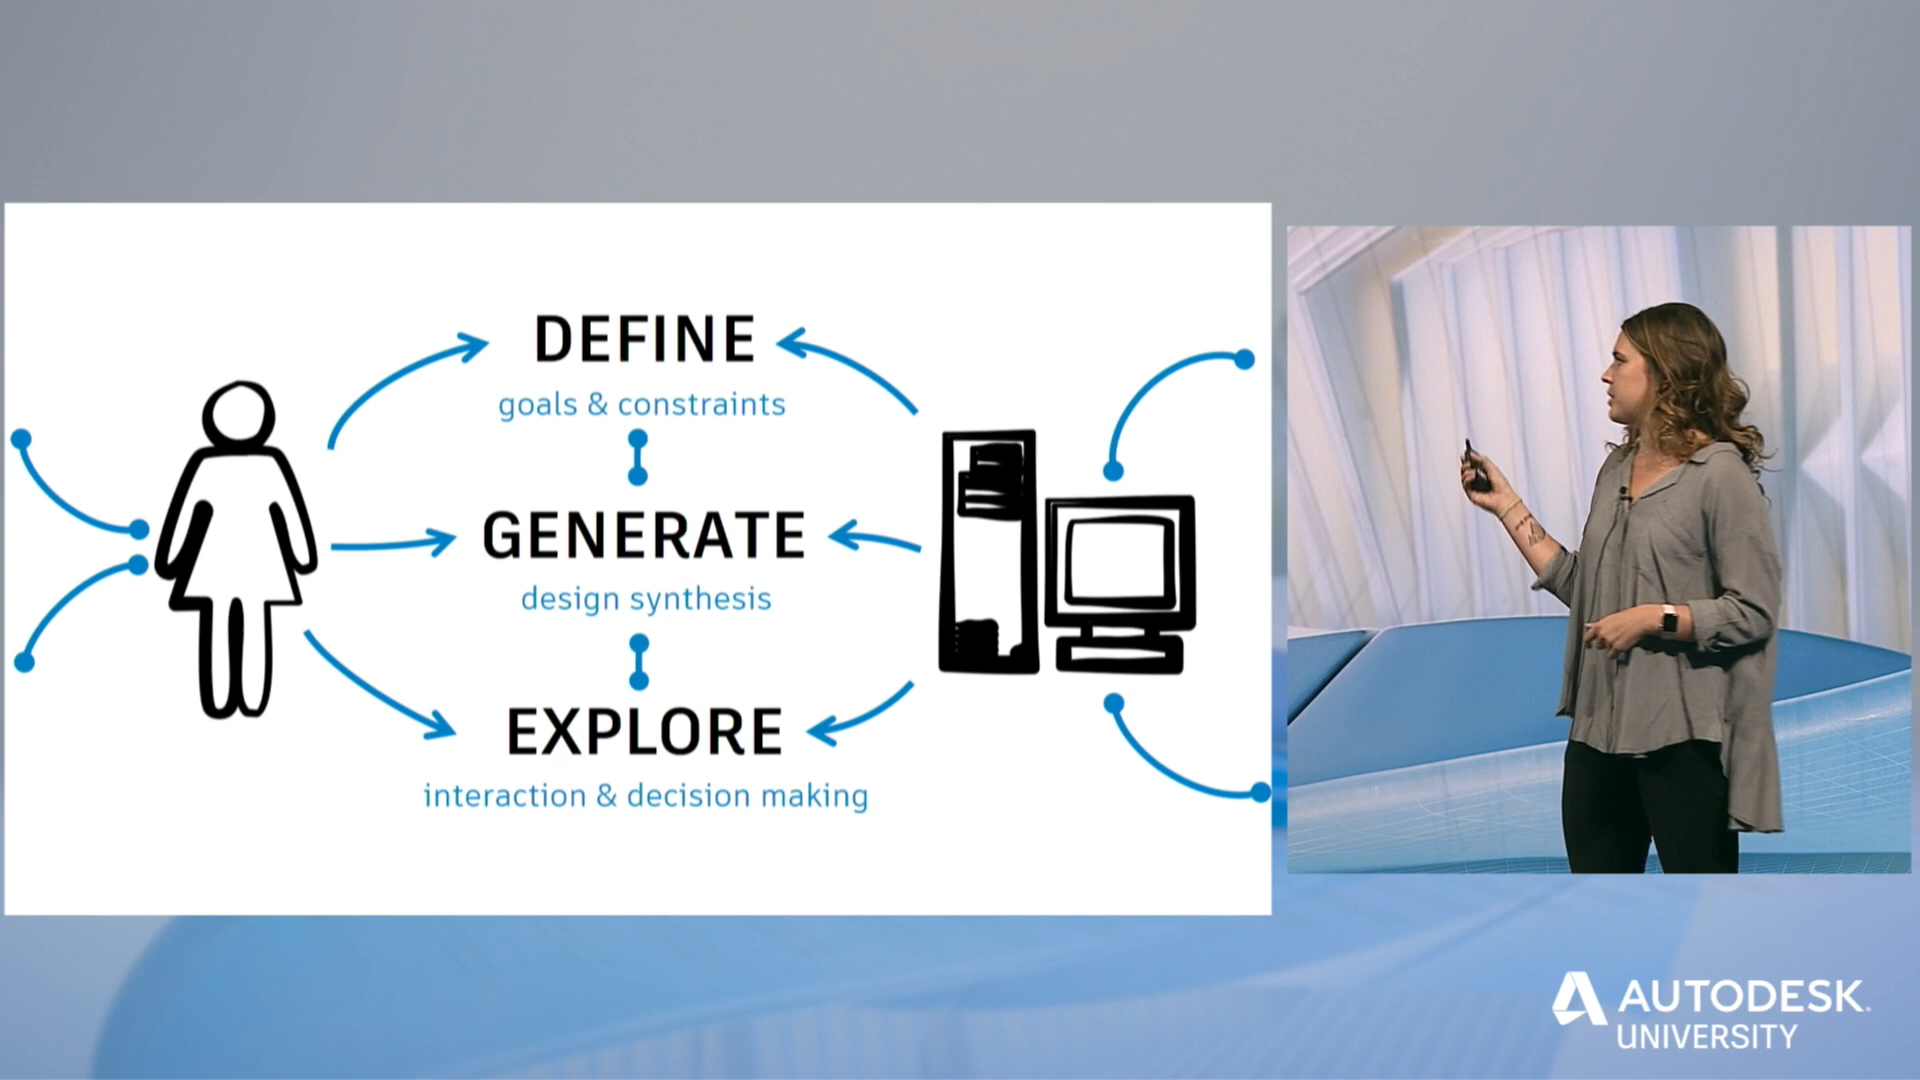 DEFINE
goals & constraints
GENERATE
design synthesis
EXPLORE
interaction & decision making
AUTODESK
UNIVERSITY